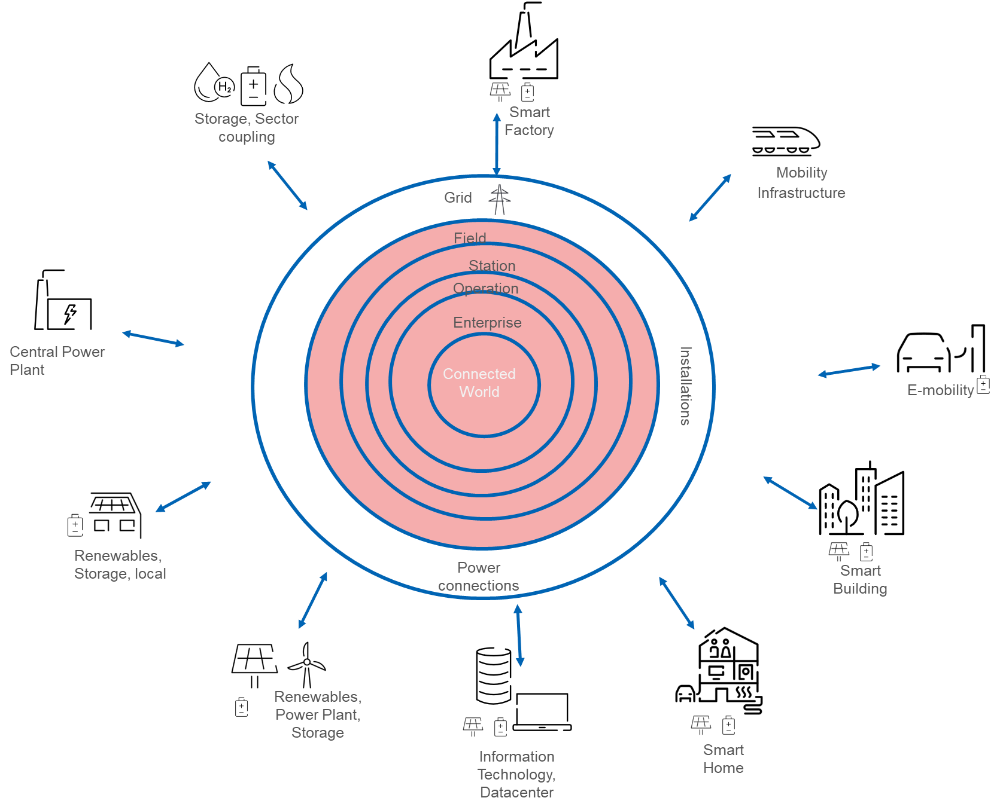 H₂
Storage, Sector
coupling
Smart
Factory
Mobility
Infrastructure
Grid
Field
Station
Operation
Enterprise
Connected
World
Installations
Power
connections
Central Power
Plant
E-mobility
Renewables,
Storage, local
Smart
Building
Renewables,
Power Plant,
Storage
Information
Technology,
Datacenter
Smart
Home